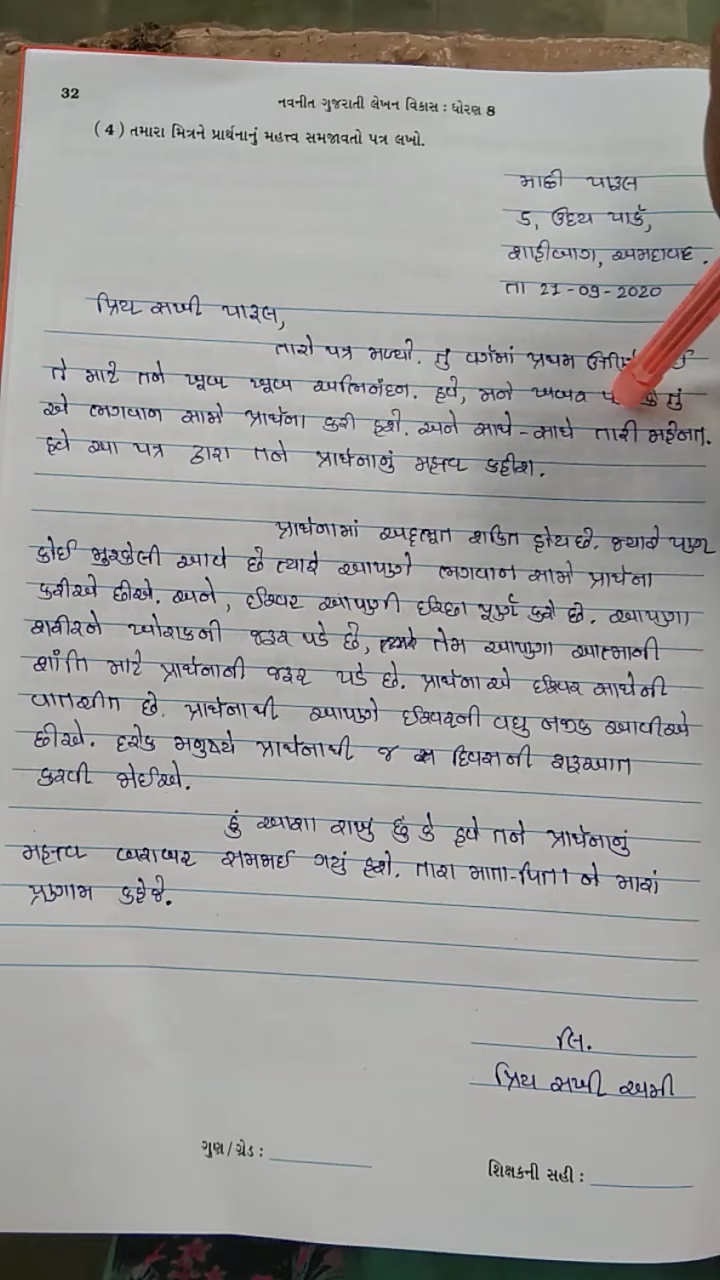 32
નવનીત ગુજરાતી લેખન વિકાસ : ધોરણ 8
(4) તમારા મિત્રને પ્રાર્થનાનું મહત્ત્વ સમજાવતો પત્ર લખો.
માછી પારૂલ
ડ, ઉદય પાર્ક,
શાહીબાગ, અમદાવાદ.
તા 21-09-2020
પ્રિય સખી પારૂલ,
તારો પત્ર મળ્યો. તું વર્ગમાં પ્રથમ
તે માટે તને ખૂબ ખૂબ અભિનંદન. હવે, મને ખબર તું
એ ભગવાન સામે પ્રાર્થના કરી હશે. અને સાથે-સાથે તારી મહેનત.
હવે આ પત્ર દ્વારા તને પ્રાર્થનાનું મહત્ત્વ કહીશ.
પ્રાર્થનામાં અદ્ભૂત શક્તિ હોય છે. જ્યારે પણ
કોઈ મુશ્કેલી આવે છે ત્યારે આપણે ભગવાન સામે પ્રાર્થના
કરીએ છીએ. અને, ઈશ્વર આપણી ઈચ્છા પૂર્ણ કરે છે. આપણા
શરીરને ખોરાકની જરૂર પડે છે, તેમ આપણા આત્માની
શાંતિ માટે પ્રાર્થનાની જરૂર પડે છે. પ્રાર્થના એ ઈશ્વર સાથેની
વાતચીત છે. પ્રાર્થનાથી આપણે ઈશ્વરની વધુ નજીક આવીએ
છીએ. દરેક મનુષ્યે પ્રાર્થનાથી જ દિવસની શરૂઆત
કરવી જોઈએ.
હું આશા રાખું છું કે હવે તને પ્રાર્થનાનું
મહત્ત્વ બરાબર સમજાઈ ગયું હશે. તારા માતા-પિતા ને મારાં
પ્રણામ કહેજે.
લિ.
પ્રિય સખી અમી
ગુણ / ગ્રેડ :
શિક્ષકની સહી :